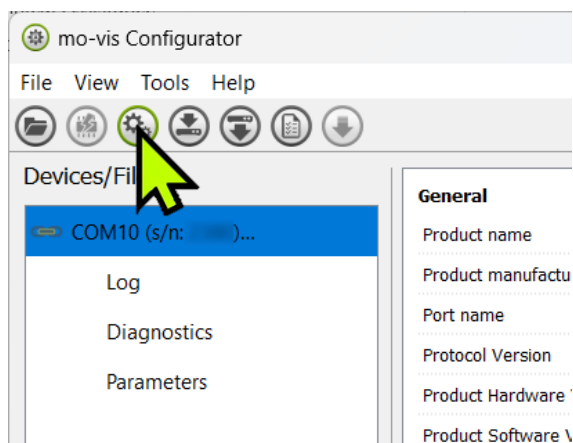 mo-vis Configurator
File View Tools Help
Devices/Fil
COM10 (s/n: )...
Log
Diagnostics
Parameters
General
Product name
Product manufactu
Port name
Protocol Version
Product Hardware
Product Software V